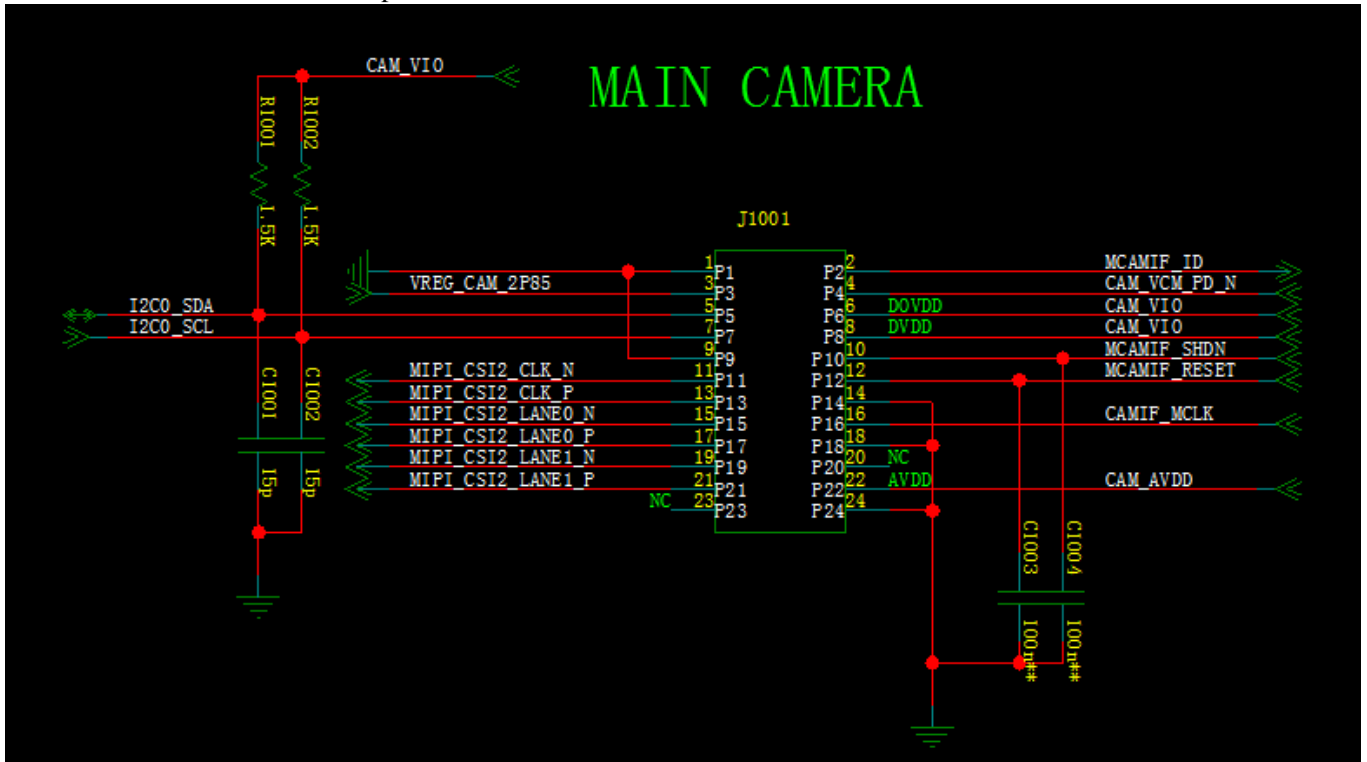 CAM_VIO
MAIN CAMERA
R1001
R1002
1.5K
1.5K
J1001
1 P1 P2 2 MCAMIF_ID
VREG_CAM_2P85 3 P3 P4 4 CAM_VCM_PD_N
I2C0_SDA 5 P5 P6 6 DOVDD CAM_VIO
I2C0_SCL 7 P7 P8 8 DVDD CAM_VIO
9 P9 P10 10 MCAMIF_SHDN
MIPI_CSI2_CLK_N 11 P11 P12 12 MCAMIF_RESET
MIPI_CSI2_CLK_P 13 P13 P14 14
MIPI_CSI2_LANE0_N 15 P15 P16 16 CAMIF_MCLK
MIPI_CSI2_LANE0_P 17 P17 P18 18
MIPI_CSI2_LANE1_N 19 P19 P20 20 NC
MIPI_CSI2_LANE1_P 21 P21 P22 22 AVDD CAM_AVDD
NC 23 P23 P24 24
C1001
C1002
15p
15p
C1003
C1004
100n**
100n**